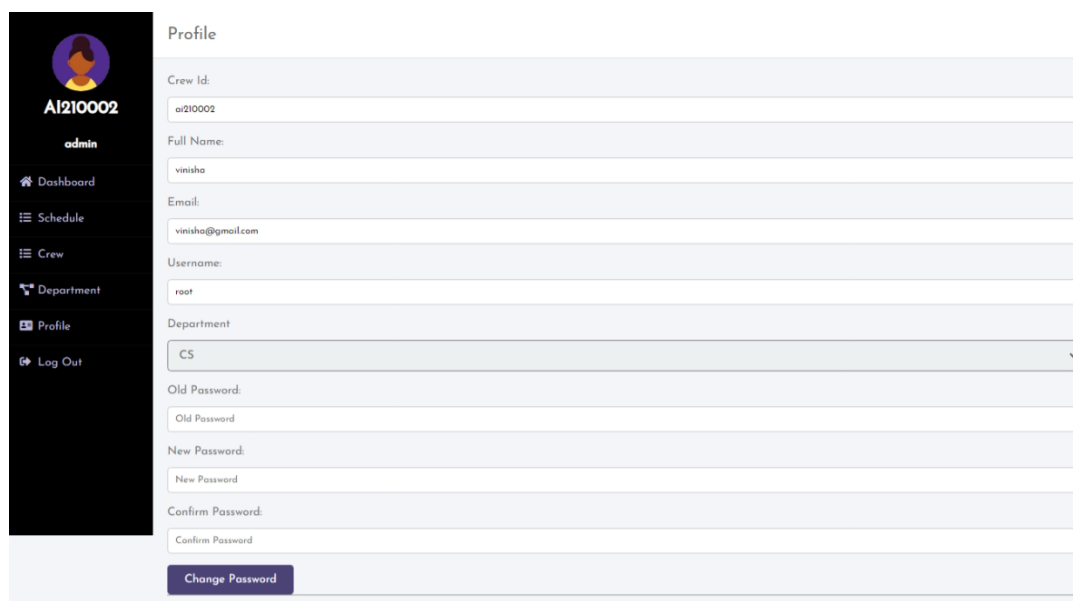 AI210002
admin
Dashboard
Schedule
Crew
Department
Profile
Log Out
Profile
Crew Id:
ai210002
Full Name:
vinisha
Email:
vinisha@gmail.com
Username:
root
Department
CS
Old Password:
Old Password
New Password:
New Password
Confirm Password:
Confirm Password
Change Password